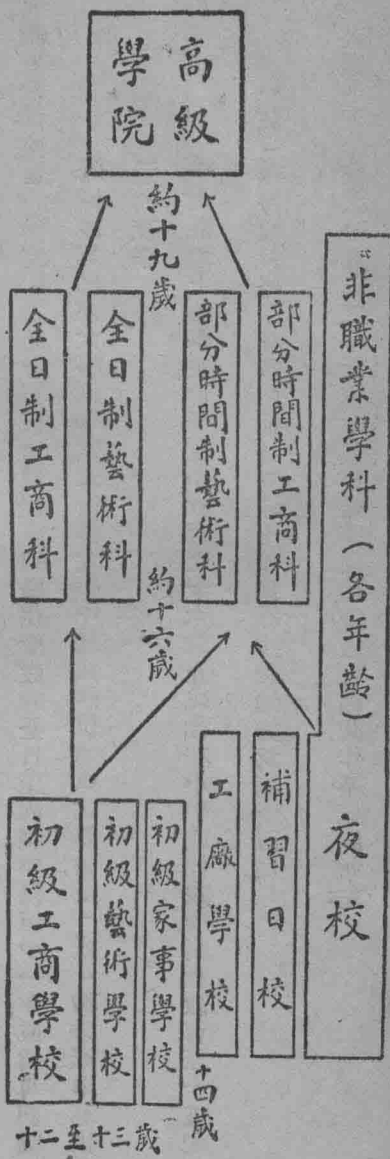 高級
學院
約十九歲
“非職業學科（各年齡）
夜校
部分時間制工商科
部分時間制藝術科
全日制藝術科
全日制工商科
約十六歲
補習日校
工廠學校
初級家事學校
初級藝術學校
初級工商學校
十四歲
十二至十三歲